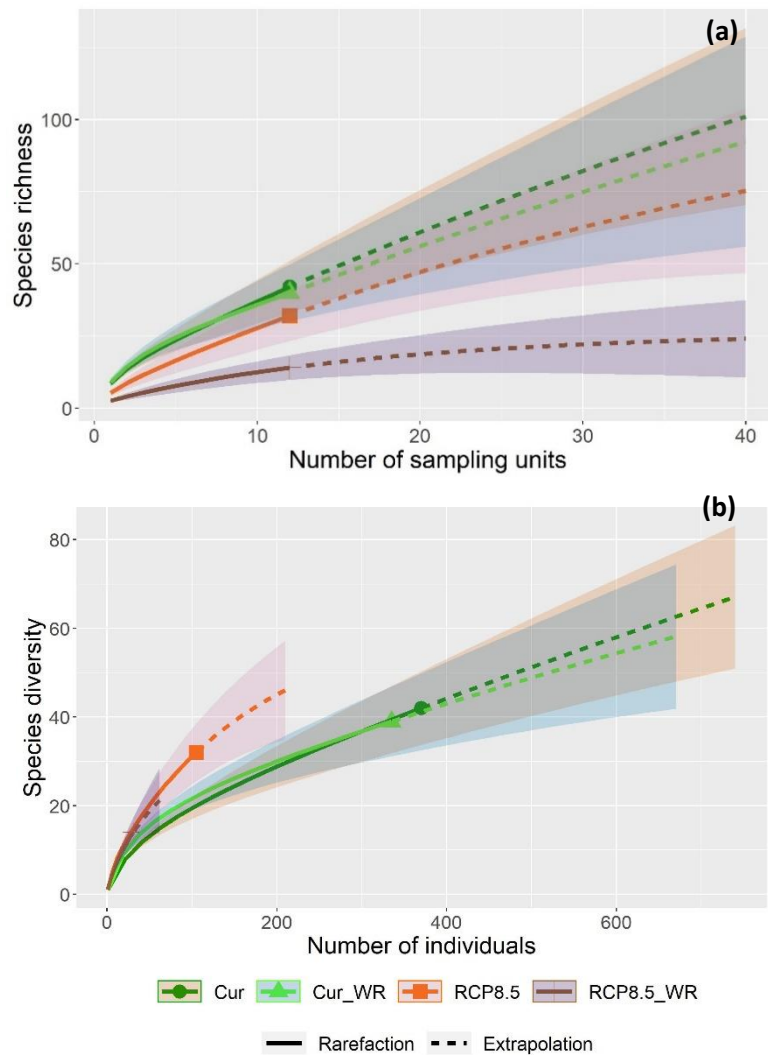 (a)
Species richness
100
50
0
0 10 20 30 40
Number of sampling units
(b)
Species diversity
80
60
40
20
0
0 200 400 600
Number of individuals
Cur Cur_WR RCP8.5 RCP8.5_WR
Rarefaction Extrapolation